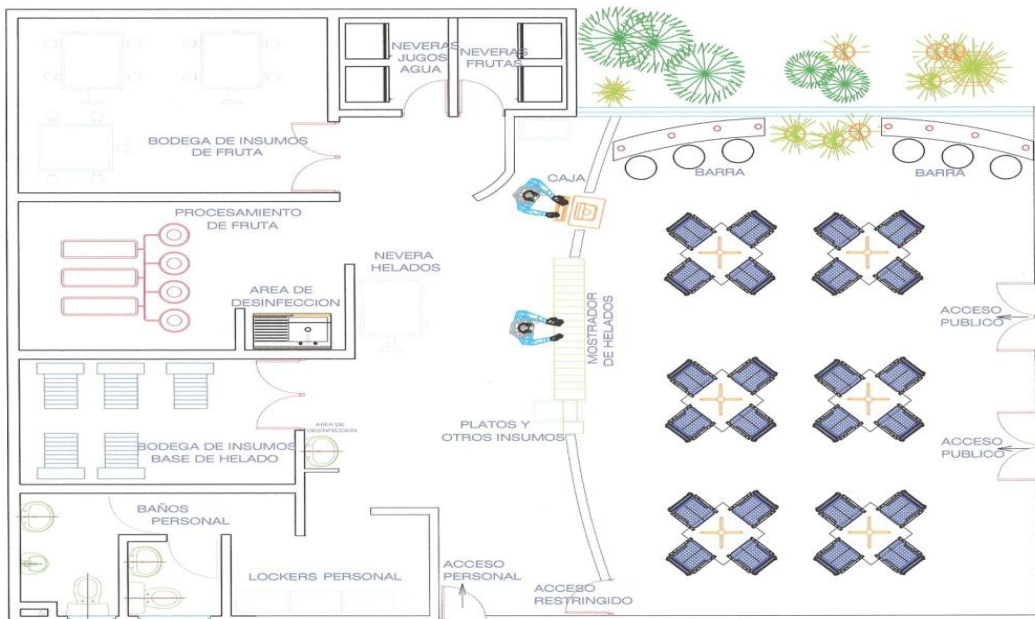 NEVERAS
JUGOS
AGUA
NEVERAS
FRUTAS
BODEGA DE INSUMOS
DE FRUTA
CAJA
BARRA
BARRA
PROCESAMIENTO
DE FRUTA
NEVERA
HELADOS
AREA DE
DESINFECCION
MOSTRADOR
DE HELADOS
ACCESO
PUBLICO
PLATOS Y
OTROS INSUMOS
AREA DE
DESINFECCION
BODEGA DE INSUMOS
BASE DE HELADO
ACCESO
PUBLICO
BAÑOS
PERSONAL
LOCKERS PERSONAL
ACCESO
PERSONAL
ACCESO
RESTRINGIDO